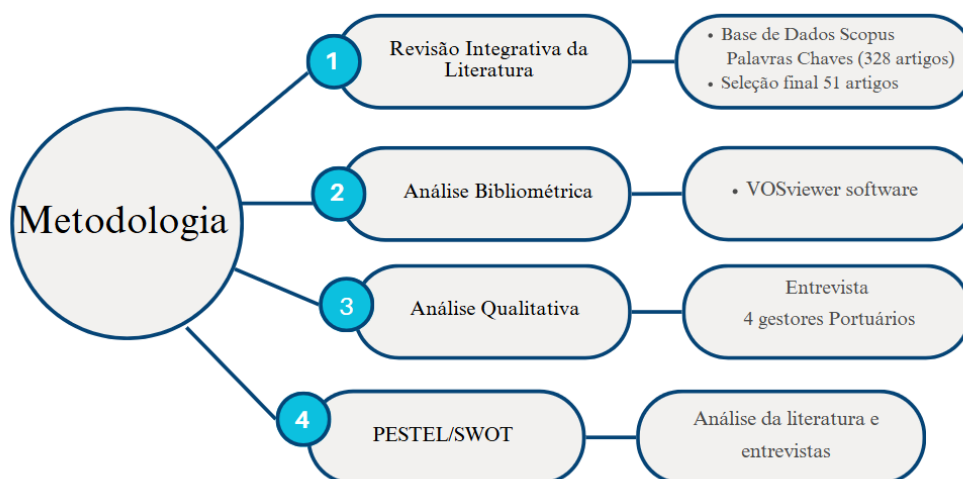 Metodologia
1
Revisão Integrativa da
Literatura
• Base de Dados Scopus
Palavras Chaves (328 artigos)
• Seleção final 51 artigos
2
Análise Bibliométrica
• VOSviewer software
3
Análise Qualitativa
Entrevista
4 gestores Portuários
4
PESTEL/SWOT
Análise da literatura e
entrevistas